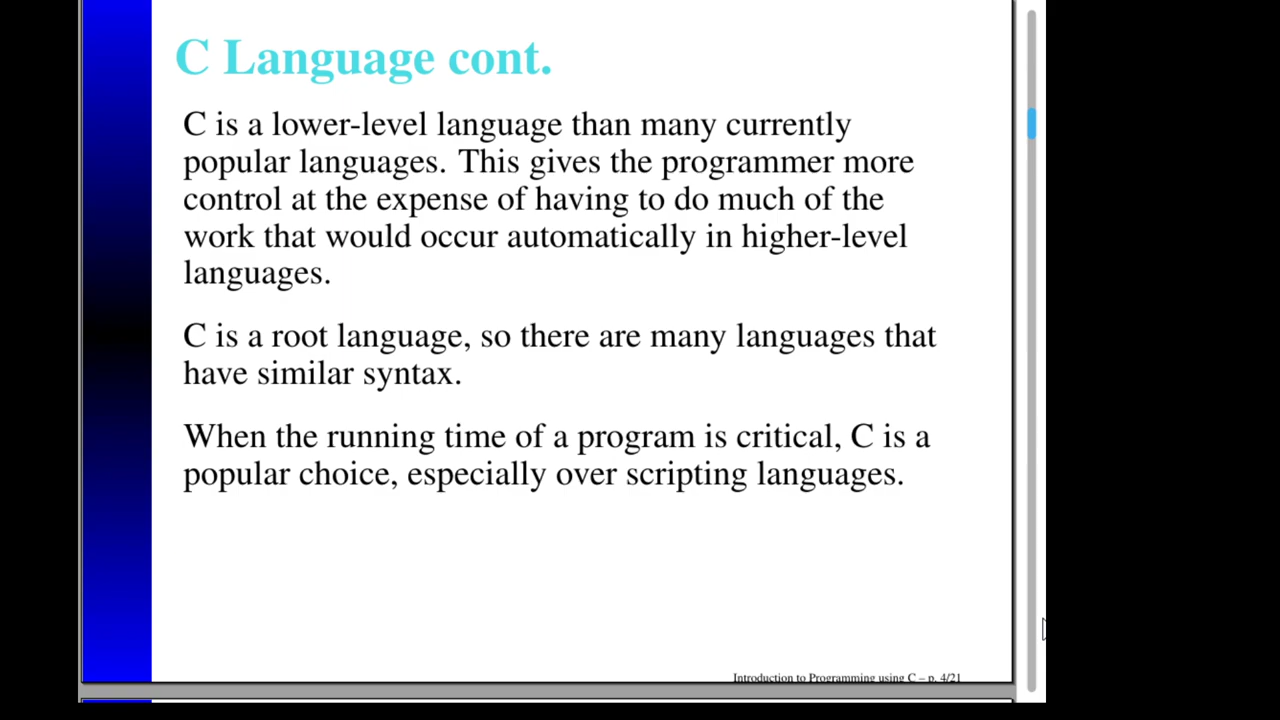 C Language cont.
C is a lower-level language than many currently
popular languages. This gives the programmer more
control at the expense of having to do much of the
work that would occur automatically in higher-level
languages.
C is a root language, so there are many languages that
have similar syntax.
When the running time of a program is critical, C is a
popular choice, especially over scripting languages.
Introduction to Programming using C – p. 4/21